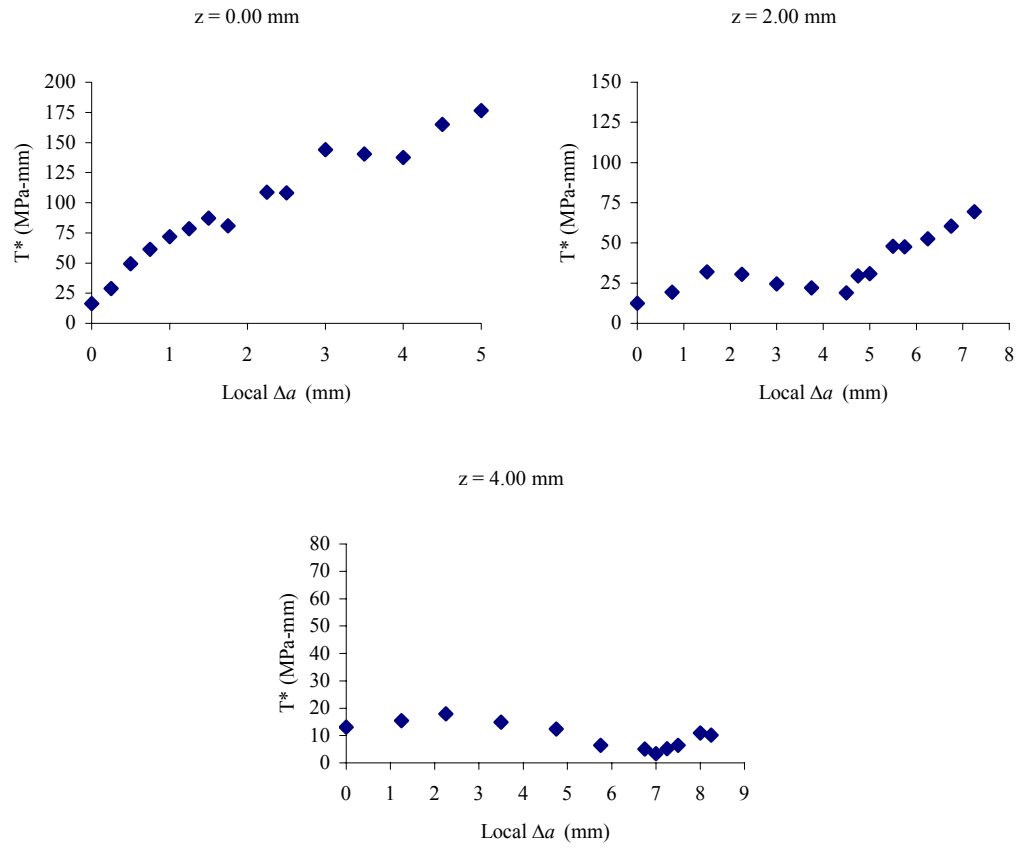 z = 0.00 mm
z = 2.00 mm
200
175
150
125
100
75
50
25
0
T* (MPa-mm)
0 1 2 3 4 5
Local Δa (mm)
150
125
100
75
50
25
0
T* (MPa-mm)
0 1 2 3 4 5 6 7 8
Local Δa (mm)
z = 4.00 mm
80
70
60
50
40
30
20
10
0
T* (MPa-mm)
0 1 2 3 4 5 6 7 8 9
Local Δa (mm)